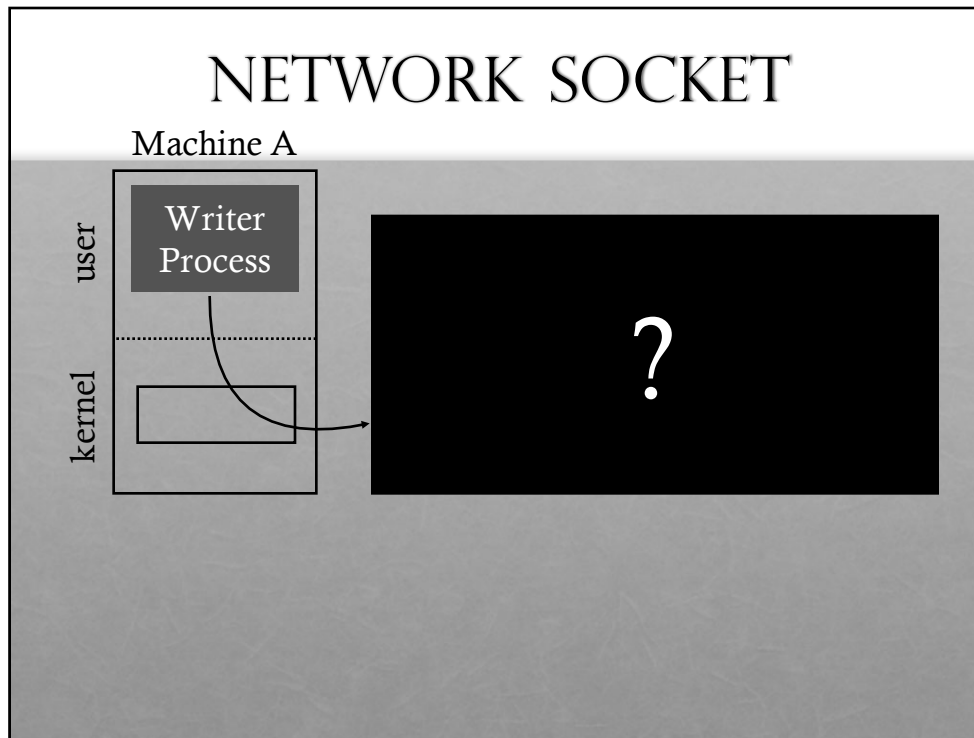 NETWORK SOCKET
Machine A
user
Writer
Process
?
kernel